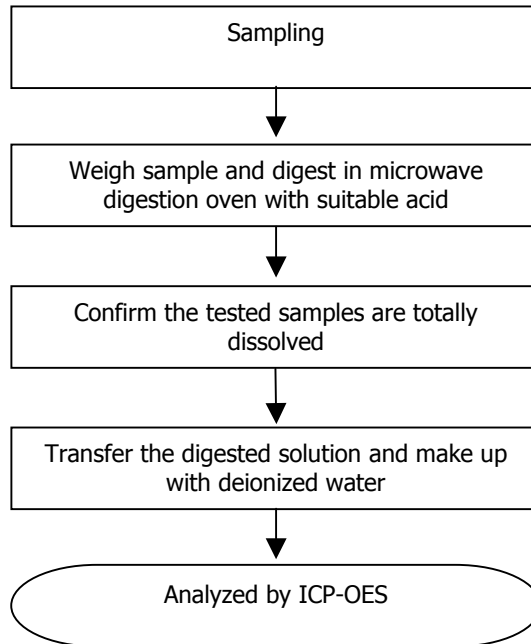 Sampling
Weigh sample and digest in microwave
digestion oven with suitable acid
Confirm the tested samples are totally
dissolved
Transfer the digested solution and make up
with deionized water
Analyzed by ICP-OES